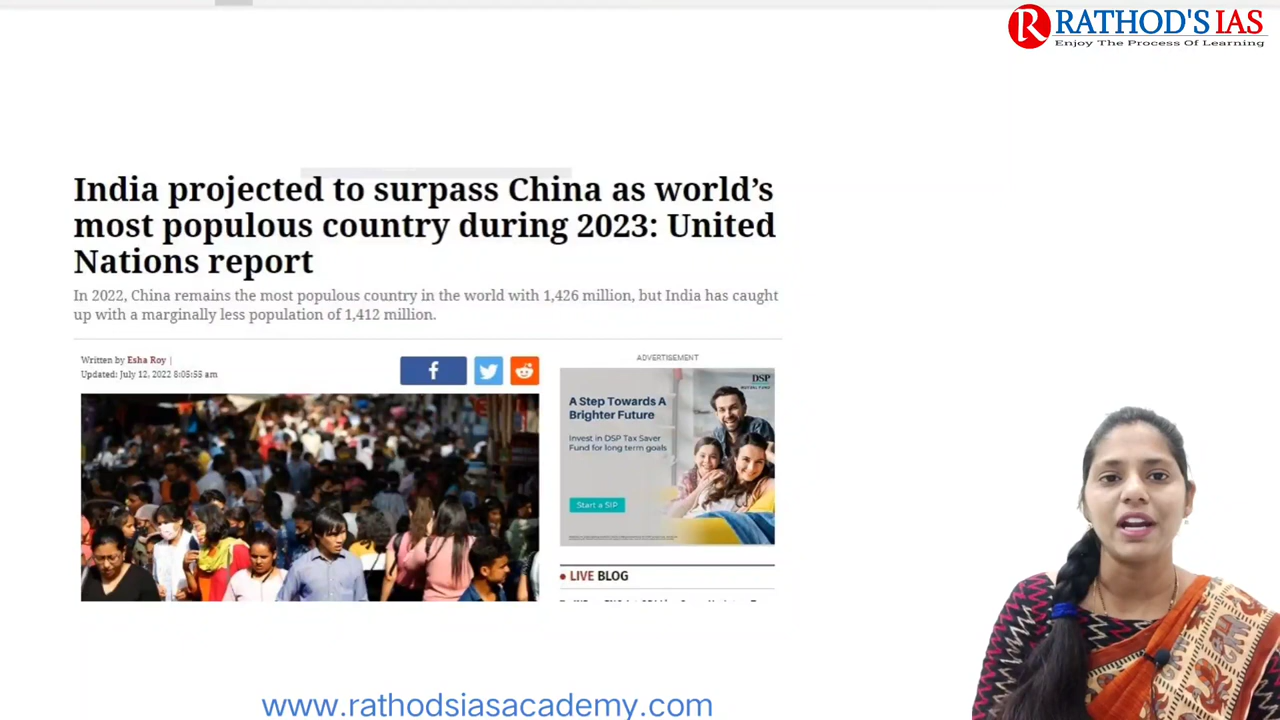 RATHOD'S IAS
Enjoy The Process Of Learning
India projected to surpass China as world's
most populous country during 2023: United
Nations report
In 2022, China remains the most populous country in the world with 1,426 million, but India has caught
up with a marginally less population of 1,412 million.
Written by Esha Roy |
Updated: July 12, 2022 8:05:55 am
f
ADVERTISEMENT
DSP
MUTUAL FUND
A Step Towards A
Brighter Future
Invest in DSP Tax Saver
Fund for long term goals
Start a SIP
• LIVE BLOG
www.rathodsiasacademy.com